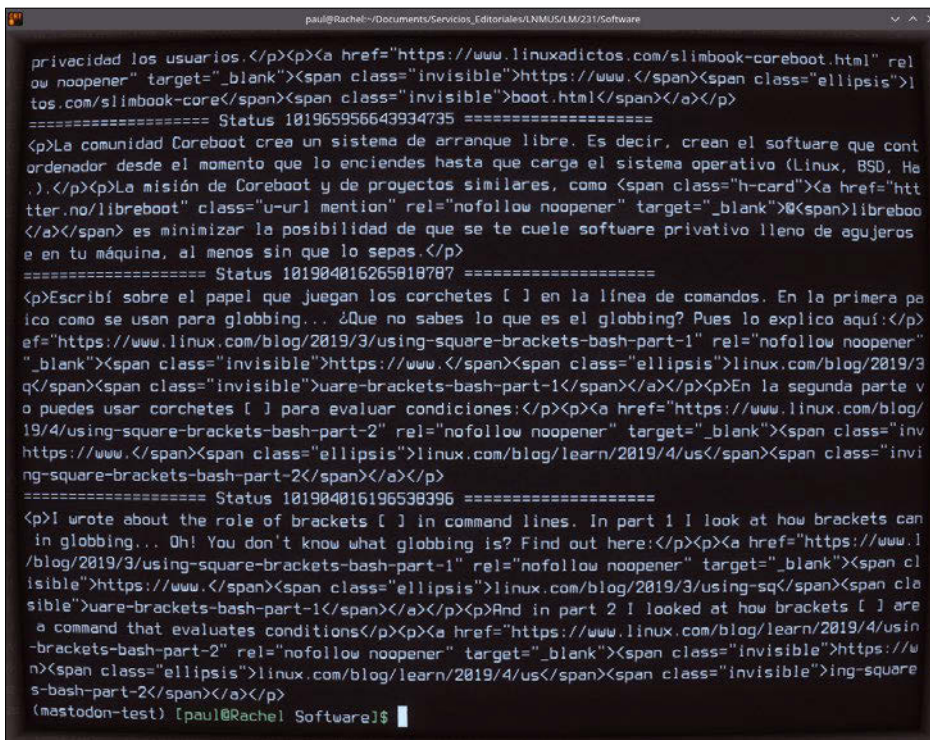 paul@Rachel:~/Documents/Servicios_Editoriales/LNMUS/LM/231/Software
privacidad los usuarios.</p><p><a href="https://www.linuxadictos.com/slimbook-coreboot.html" rel
ow noopener" target="_blank"><span class="invisible">https://www.</span><span class="ellipsis">l
tos.com/slimbook-core</span><span class="invisible">boot.html</span></a></p>
==================== Status 101965956643934735 ====================
<p>La comunidad Coreboot crea un sistema de arranque libre. Es decir, crean el software que cont
ordenador desde el momento que lo enciendes hasta que carga el sistema operativo (Linux, BSD, Ha
.).</p><p>La misión de Coreboot y de proyectos similares, como <span class="h-card"><a href="htt
tter.no/libreboot" class="u-url mention" rel="nofollow noopener" target="_blank">@<span>libreboo
</a></span> es minimizar la posibilidad de que se te cuele software privativo lleno de agujeros
e en tu máquina, al menos sin que lo sepas.</p>
==================== Status 101904016265818787 ====================
<p>Escribí sobre el papel que juegan los corchetes [ ] en la línea de comandos. En la primera pa
ico como se usan para globbing... ¿Que no sabes lo que es el globbing? Pues lo explico aquí:</p>
ef="https://www.linux.com/blog/2019/3/using-square-brackets-bash-part-1" rel="nofollow noopener"
"_blank"><span class="invisible">https://www.</span><span class="ellipsis">linux.com/blog/2019/3
q</span><span class="invisible">uare-brackets-bash-part-1</span></a></p><p>En la segunda parte v
o puedes usar corchetes [ ] para evaluar condiciones:</p><p><a href="https://www.linux.com/blog/
19/4/using-square-brackets-bash-part-2" rel="nofollow noopener" target="_blank"><span class="inv
https://www.</span><span class="ellipsis">linux.com/blog/learn/2019/4/us</span><span class="invi
ng-square-brackets-bash-part-2</span></a></p>
==================== Status 101904016196538396 ====================
<p>I wrote about the role of brackets [ ] in command lines. In part 1 I look at how brackets can
in globbing... Oh! You don't know what globbing is? Find out here:</p><p><a href="https://www.l
/blog/2019/3/using-square-brackets-bash-part-1" rel="nofollow noopener" target="_blank"><span cl
isible">https://www.</span><span class="ellipsis">linux.com/blog/2019/3/using-sq</span><span cla
sible">uare-brackets-bash-part-1</span></a></p><p>And in part 2 I looked at how brackets [ ] are
a command that evaluates conditions</p><p><a href="https://www.linux.com/blog/learn/2019/4/usin
-brackets-bash-part-2" rel="nofollow noopener" target="_blank"><span class="invisible">https://w
n><span class="ellipsis">linux.com/blog/learn/2019/4/us</span><span class="invisible">ing-square
s-bash-part-2</span></a></p>
(mastodon-test) [paul@Rachel Software]$